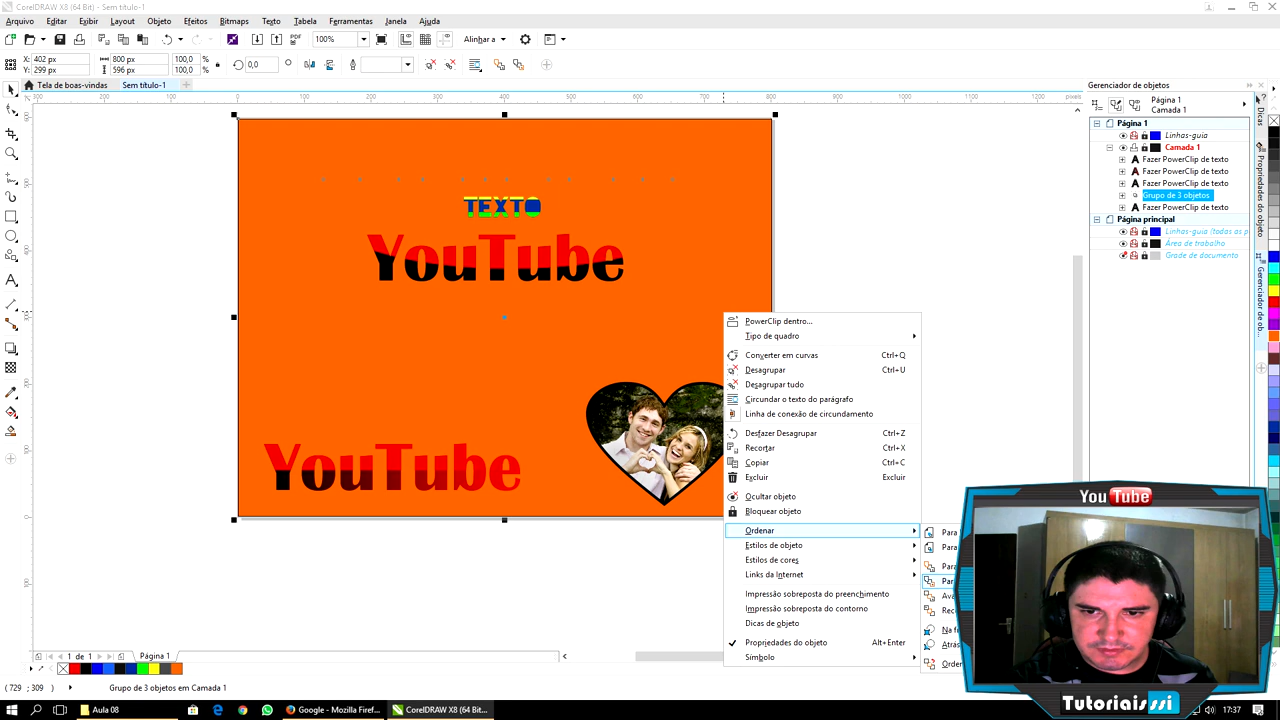 CorelDRAW X8 (64 Bit) - Sem título-1
Arquivo Editar Exibir Layout Objeto Efeitos Bitmaps Texto Tabela Ferramentas Janela Ajuda
100% Alinhar a
X: 402 px 800 px 100,0 % 0,0
Y: 299 px 596 px 100,0 %
Tela de boas-vindas Sem título-1
pixels
TEXTO
YouTube
YouTube
PowerClip dentro...
Tipo de quadro
Converter em curvas Ctrl+Q
Desagrupar Ctrl+U
Desagrupar tudo
Circundar o texto do parágrafo
Linha de conexão de circundamento
Desfazer Desagrupar Ctrl+Z
Recortar Ctrl+X
Copiar Ctrl+C
Excluir Excluir
Ocultar objeto
Bloquear objeto
Ordenar
Estilos de objeto
Estilos de cores
Links da Internet
Impressão sobreposta do preenchimento
Impressão sobreposta do contorno
Dicas de objeto
Propriedades do objeto Alt+Enter
Símbolo
Para
Para
Para
Par
Ava
Rec
Na f
Atrás
Orde
Gerenciador de objetos
Página 1
Camada 1
Página 1
Linhas-guia
Camada 1
Fazer PowerClip de texto
Fazer PowerClip de texto
Fazer PowerClip de texto
Grupo de 3 objetos
Fazer PowerClip de texto
Página principal
Linhas-guia (todas as p
Área de trabalho
Grade de documento
Dicas
Propriedades do objeto
Gerenciador de ob...
YouTube
Tutoriaisssi
1 de 1 Página 1
(729 ; 309) Grupo de 3 objetos em Camada 1
Aula 08 Google - Mozilla Firef... CorelDRAW X8 (64 Bit... 17:37